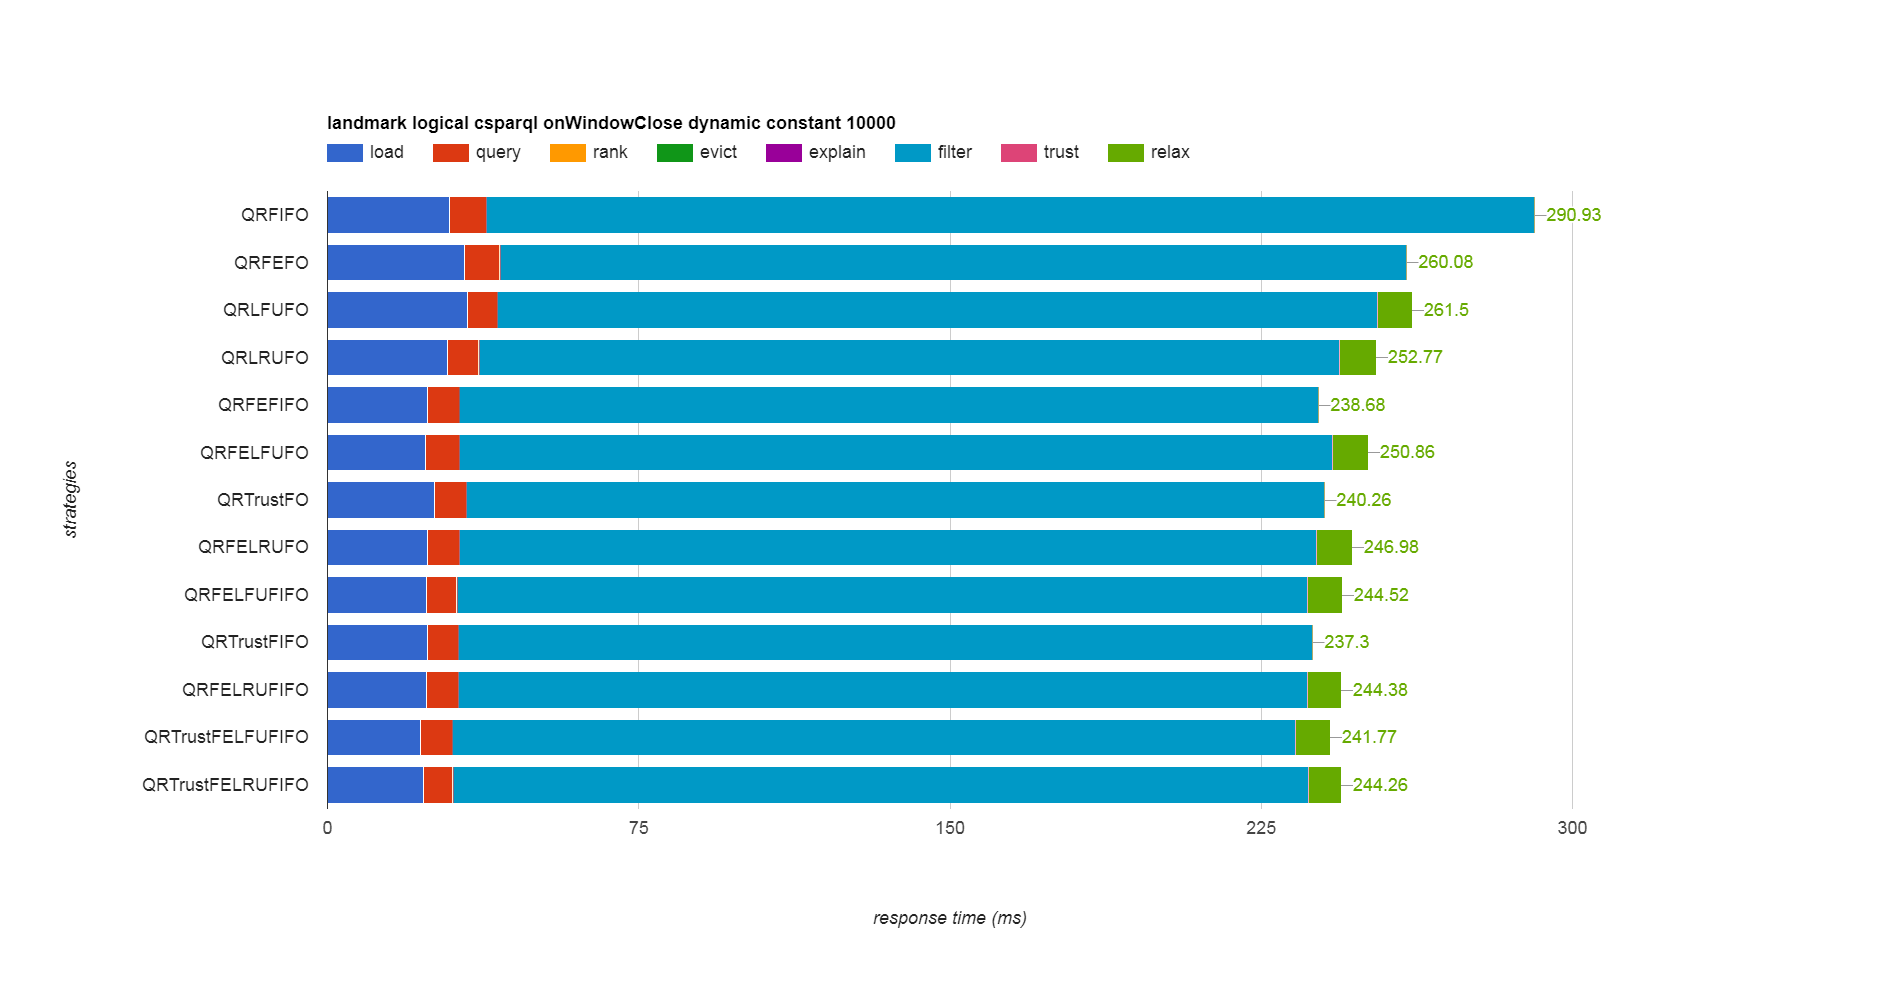 landmark logical csparql onWindowClose dynamic constant 10000
load query rank evict explain filter trust relax
QRFIFO 290.93
QRFEFO 260.08
QRLFUFO 261.5
QRLRUFO 252.77
QRFEFIFO 238.68
QRFELFUFO 250.86
QRTrustFO 240.26
QRFELRUFO 246.98
QRFELFUFIFO 244.52
QRTrustFIFO 237.3
QRFELRUFIFO 244.38
QRTrustFELFUFIFO 241.77
QRTrustFELRUFIFO 244.26
strategies
0 75 150 225 300
response time (ms)